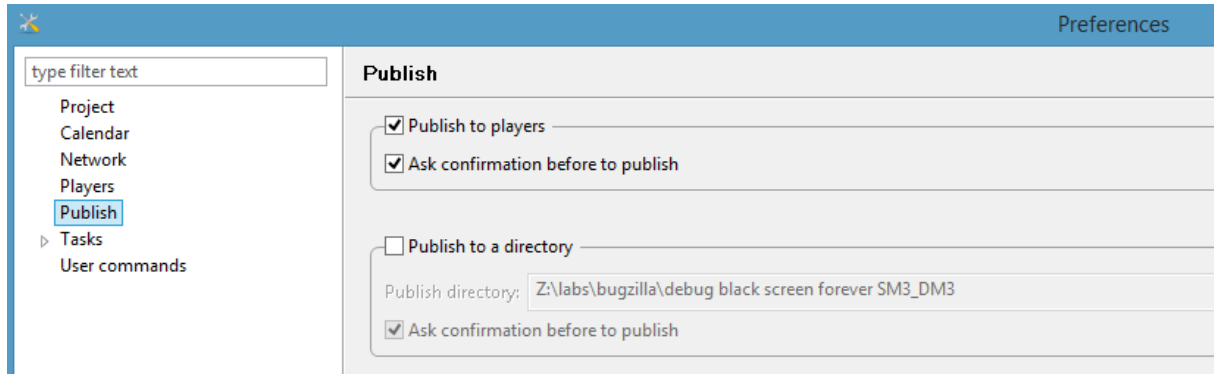 Preferences
type filter text
Project
Calendar
Network
Players
Publish
Tasks
User commands
Publish
Publish to players
Ask confirmation before to publish
Publish to a directory
Publish directory: Z:\labs\bugzilla\debug black screen forever SM3_DM3
Ask confirmation before to publish